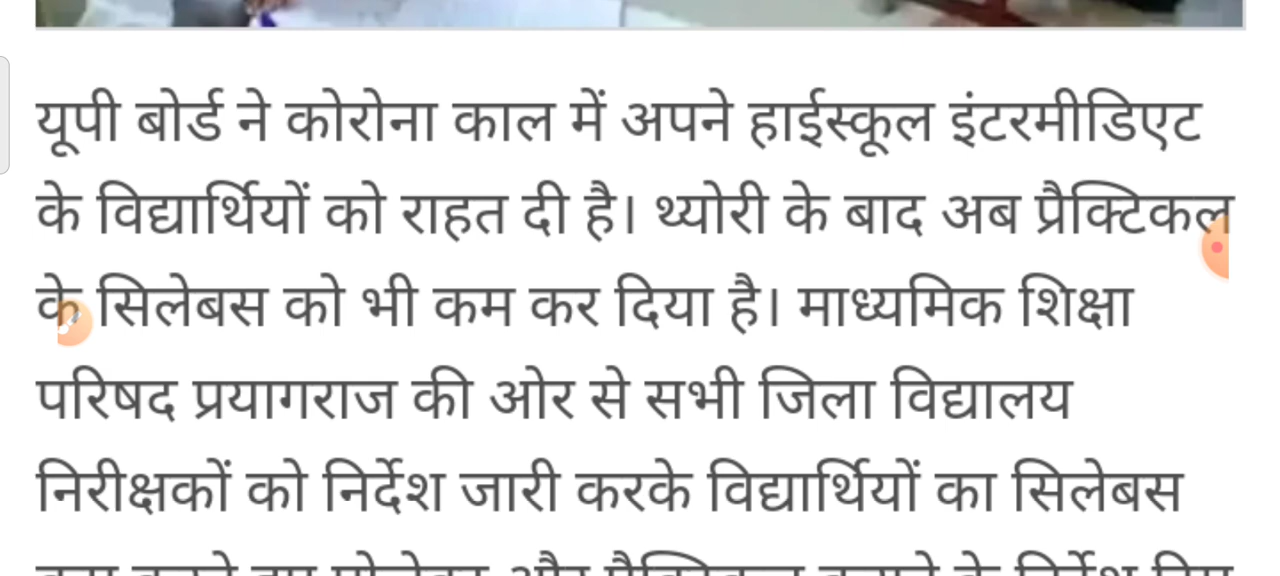 यूपी बोर्ड ने कोरोना काल में अपने हाईस्कूल इंटरमीडिएट
के विद्यार्थियों को राहत दी है। थ्योरी के बाद अब प्रैक्टिकल
के सिलेबस को भी कम कर दिया है। माध्यमिक शिक्षा
परिषद प्रयागराज की ओर से सभी जिला विद्यालय
निरीक्षकों को निर्देश जारी करके विद्यार्थियों का सिलेबस